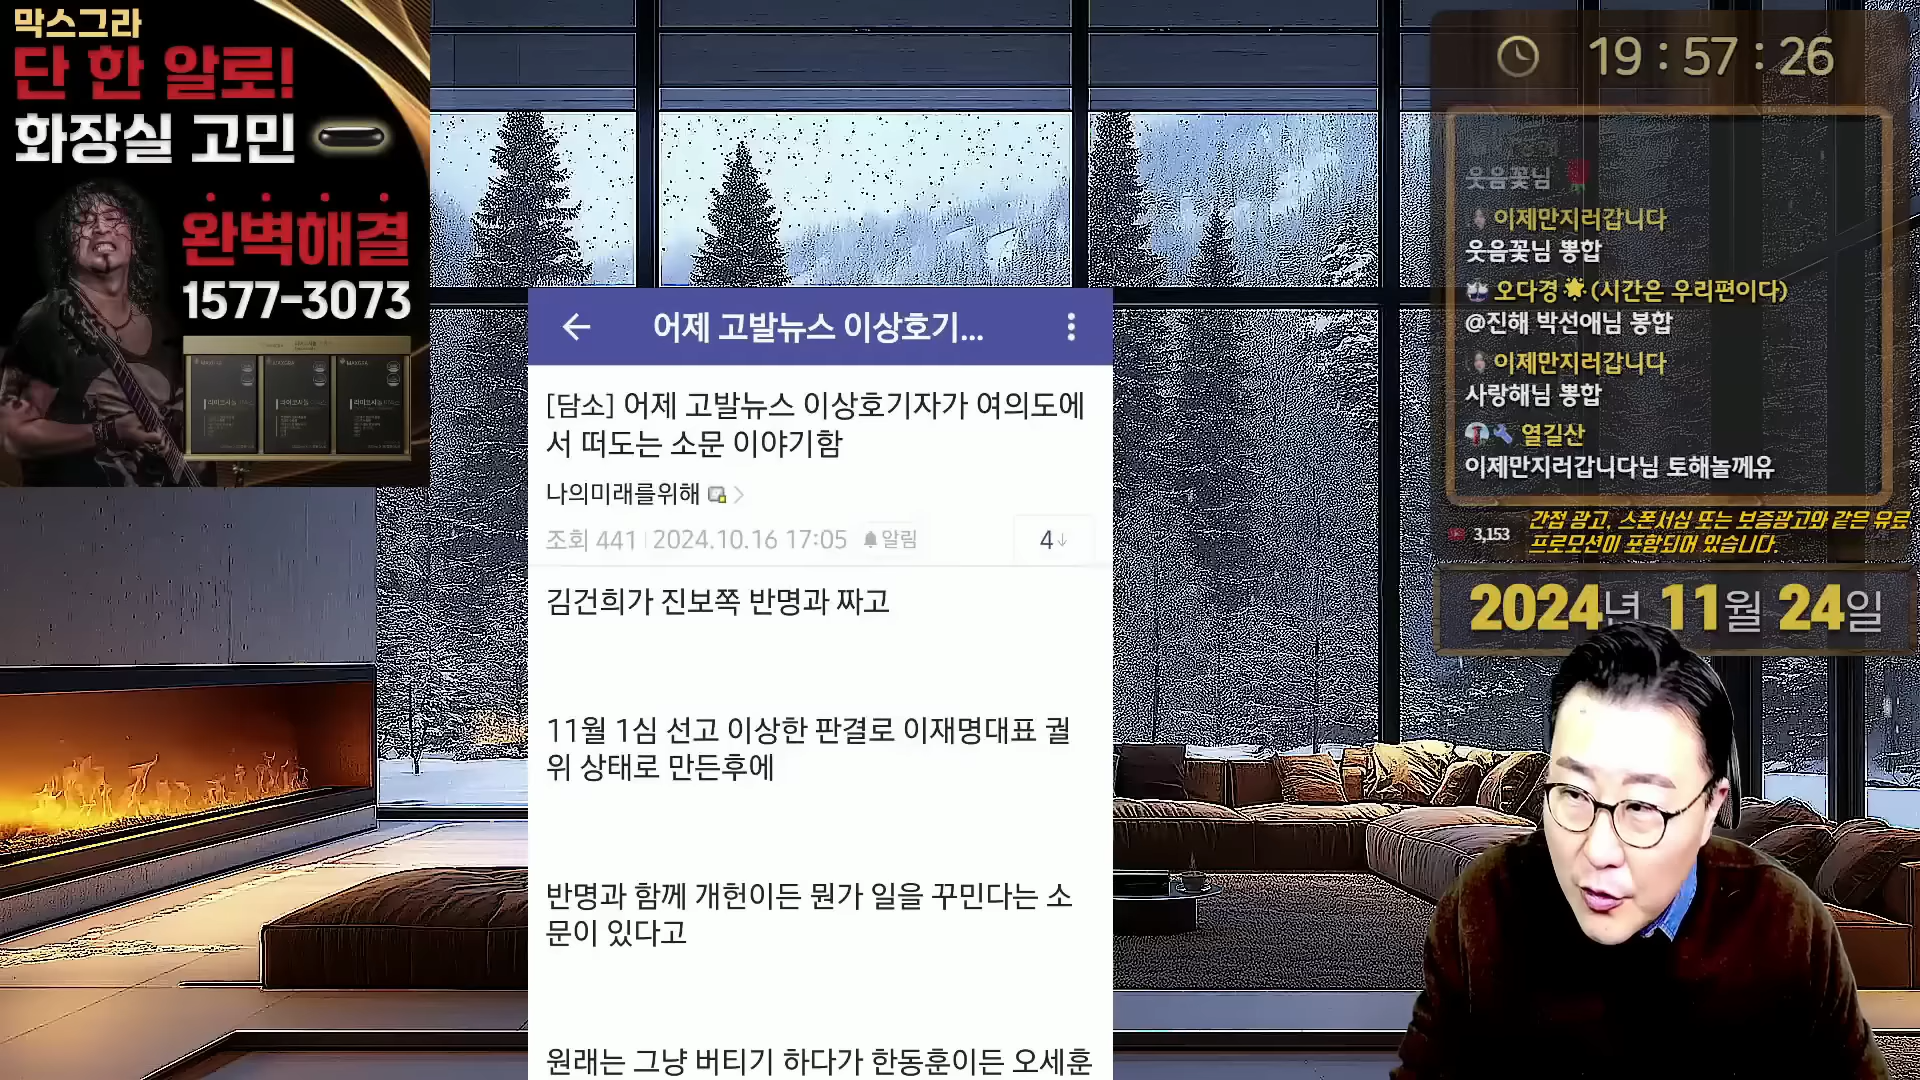 막스그라
단 한 알로!
화장실 고민
완벽해결
1577-3073
어제 고발뉴스 이상호기...
[담소] 어제 고발뉴스 이상호기자가 여의도에
서 떠도는 소문 이야기함
나의미래를위해
조회 441 2024.10.16 17:05 알림
4
김건희가 진보쪽 반명과 짜고
11월 1심 선고 이상한 판결로 이재명대표 궐
위 상태로 만든후에
반명과 함께 개헌이든 뭔가 일을 꾸민다는 소
문이 있다고
원래는 그냥 버티기 하다가 한동훈이든 오세훈
19 : 57 : 26
웃음꽃님
이제만지러갑니다
웃음꽃님 뽕합
오다경 (시간은 우리편이다)
@진해 박선애님 봉합
이제만지러갑니다
사랑해님 뽕합
열길산
이제만지러갑니다님 토해놀께유
3,153
간접 광고, 스폰서십 또는 보증광고와 같은 유료
프로모션이 포함되어 있습니다.
2024년 11월 24일